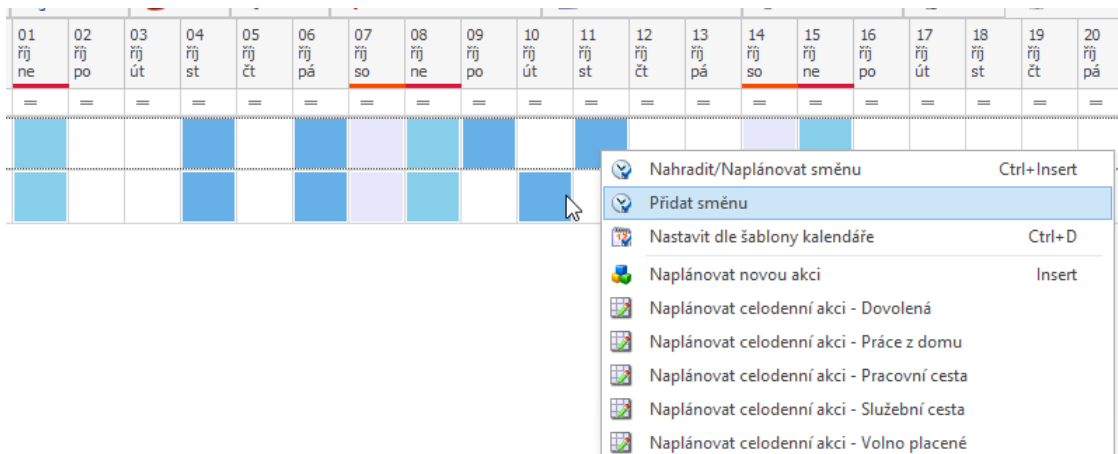 01 02 03 04 05 06 07 08 09 10 11 12 13 14 15 16 17 18 19 20
říj říj říj říj říj říj říj říj říj říj říj říj říj říj říj říj říj říj říj říj
ne po út st čt pá so ne po út st čt pá so ne po út st čt pá
= = = = = = = = = = = = = = = = = = = =
Nahradit/Naplánovat směnu Ctrl+Insert
Přidat směnu
Nastavit dle šablony kalendáře Ctrl+D
Naplánovat novou akci Insert
Naplánovat celodenní akci - Dovolená
Naplánovat celodenní akci - Práce z domu
Naplánovat celodenní akci - Pracovní cesta
Naplánovat celodenní akci - Služební cesta
Naplánovat celodenní akci - Volno placené